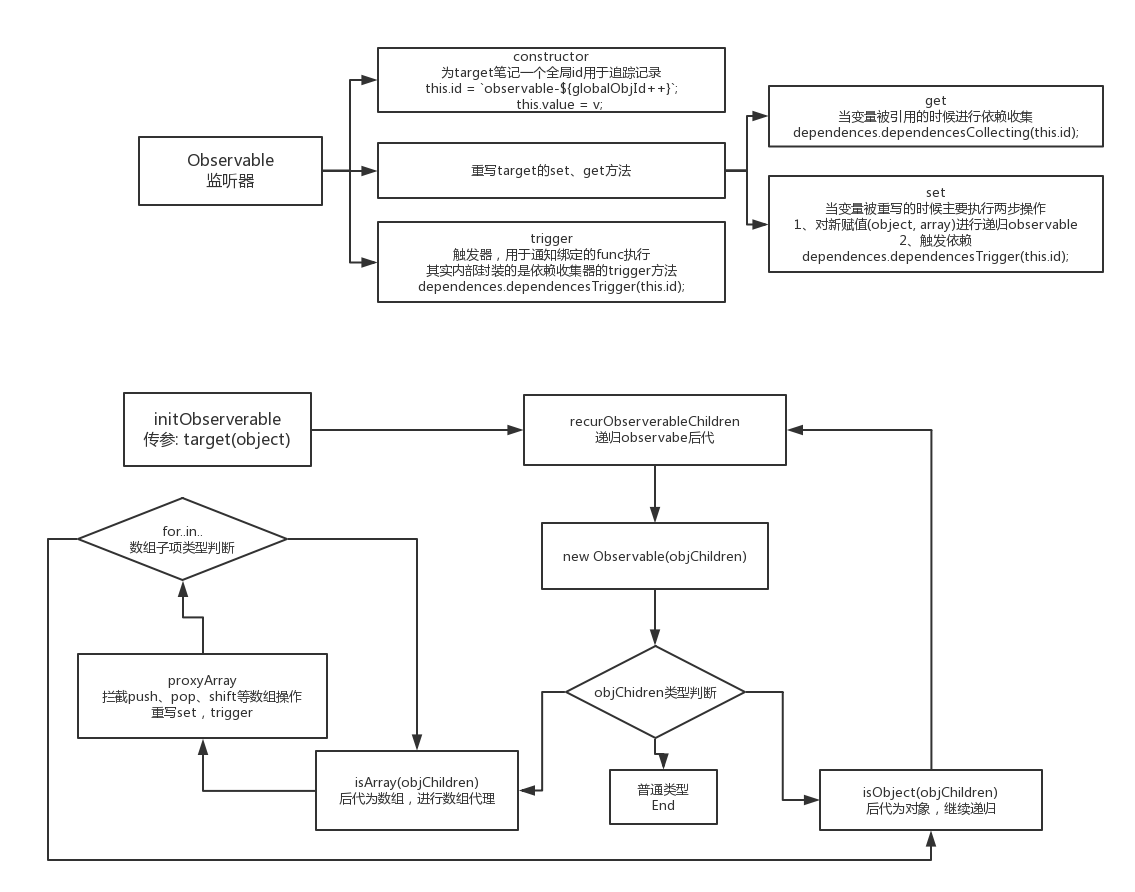 constructor
为target笔记一个全局id用于追踪记录
this.id = `observable-${globalObjId++}`;
this.value = v;
get
当变量被引用的时候进行依赖收集
dependences.dependencesCollecting(this.id);
Observable
监听器
重写target的set、get方法
set
当变量被重写的时候主要执行两步操作
1、对新赋值(object, array)进行递归observable
2、触发依赖
dependences.dependencesTrigger(this.id);
trigger
触发器，用于通知绑定的func执行
其实内部封装的是依赖收集器的trigger方法
dependences.dependencesTrigger(this.id);
initObserverable
传参: target(object)
recurObserverableChildren
递归observabe后代
for..in..
数组子项类型判断
new Observable(objChildren)
proxyArray
拦截push、pop、shift等数组操作
重写set，trigger
objChidren类型判断
isArray(objChildren)
后代为数组，进行数组代理
普通类型
End
isObject(objChildren)
后代为对象，继续递归